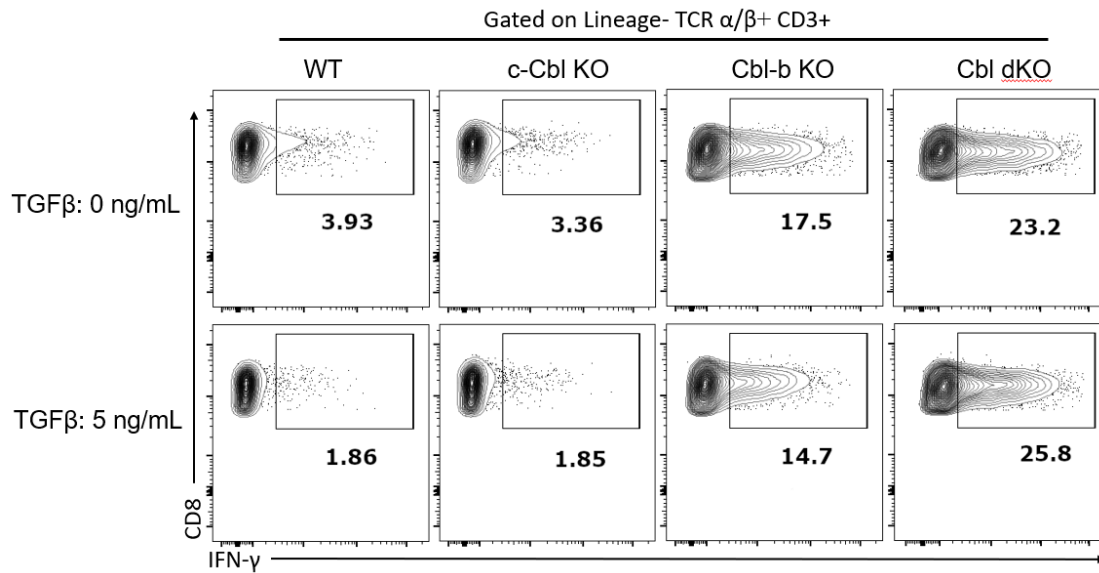 Gated on Lineage- TCR α/β+ CD3+
WT c-Cbl KO Cbl-b KO Cbl dKO
TGFβ: 0 ng/mL
3.93 3.36 17.5 23.2
TGFβ: 5 ng/mL
1.86 1.85 14.7 25.8
CD8
IFN-γ